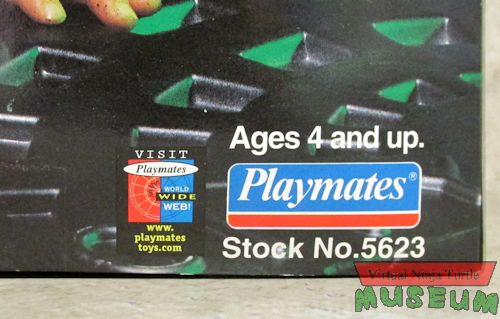 Ages 4 and up.
Playmates®
Stock No.5623
VISIT
Playmates
WORLD
WIDE
WEB!
www.
playmates
toys.com
Virtual Ninja Turtle
MUSEUM